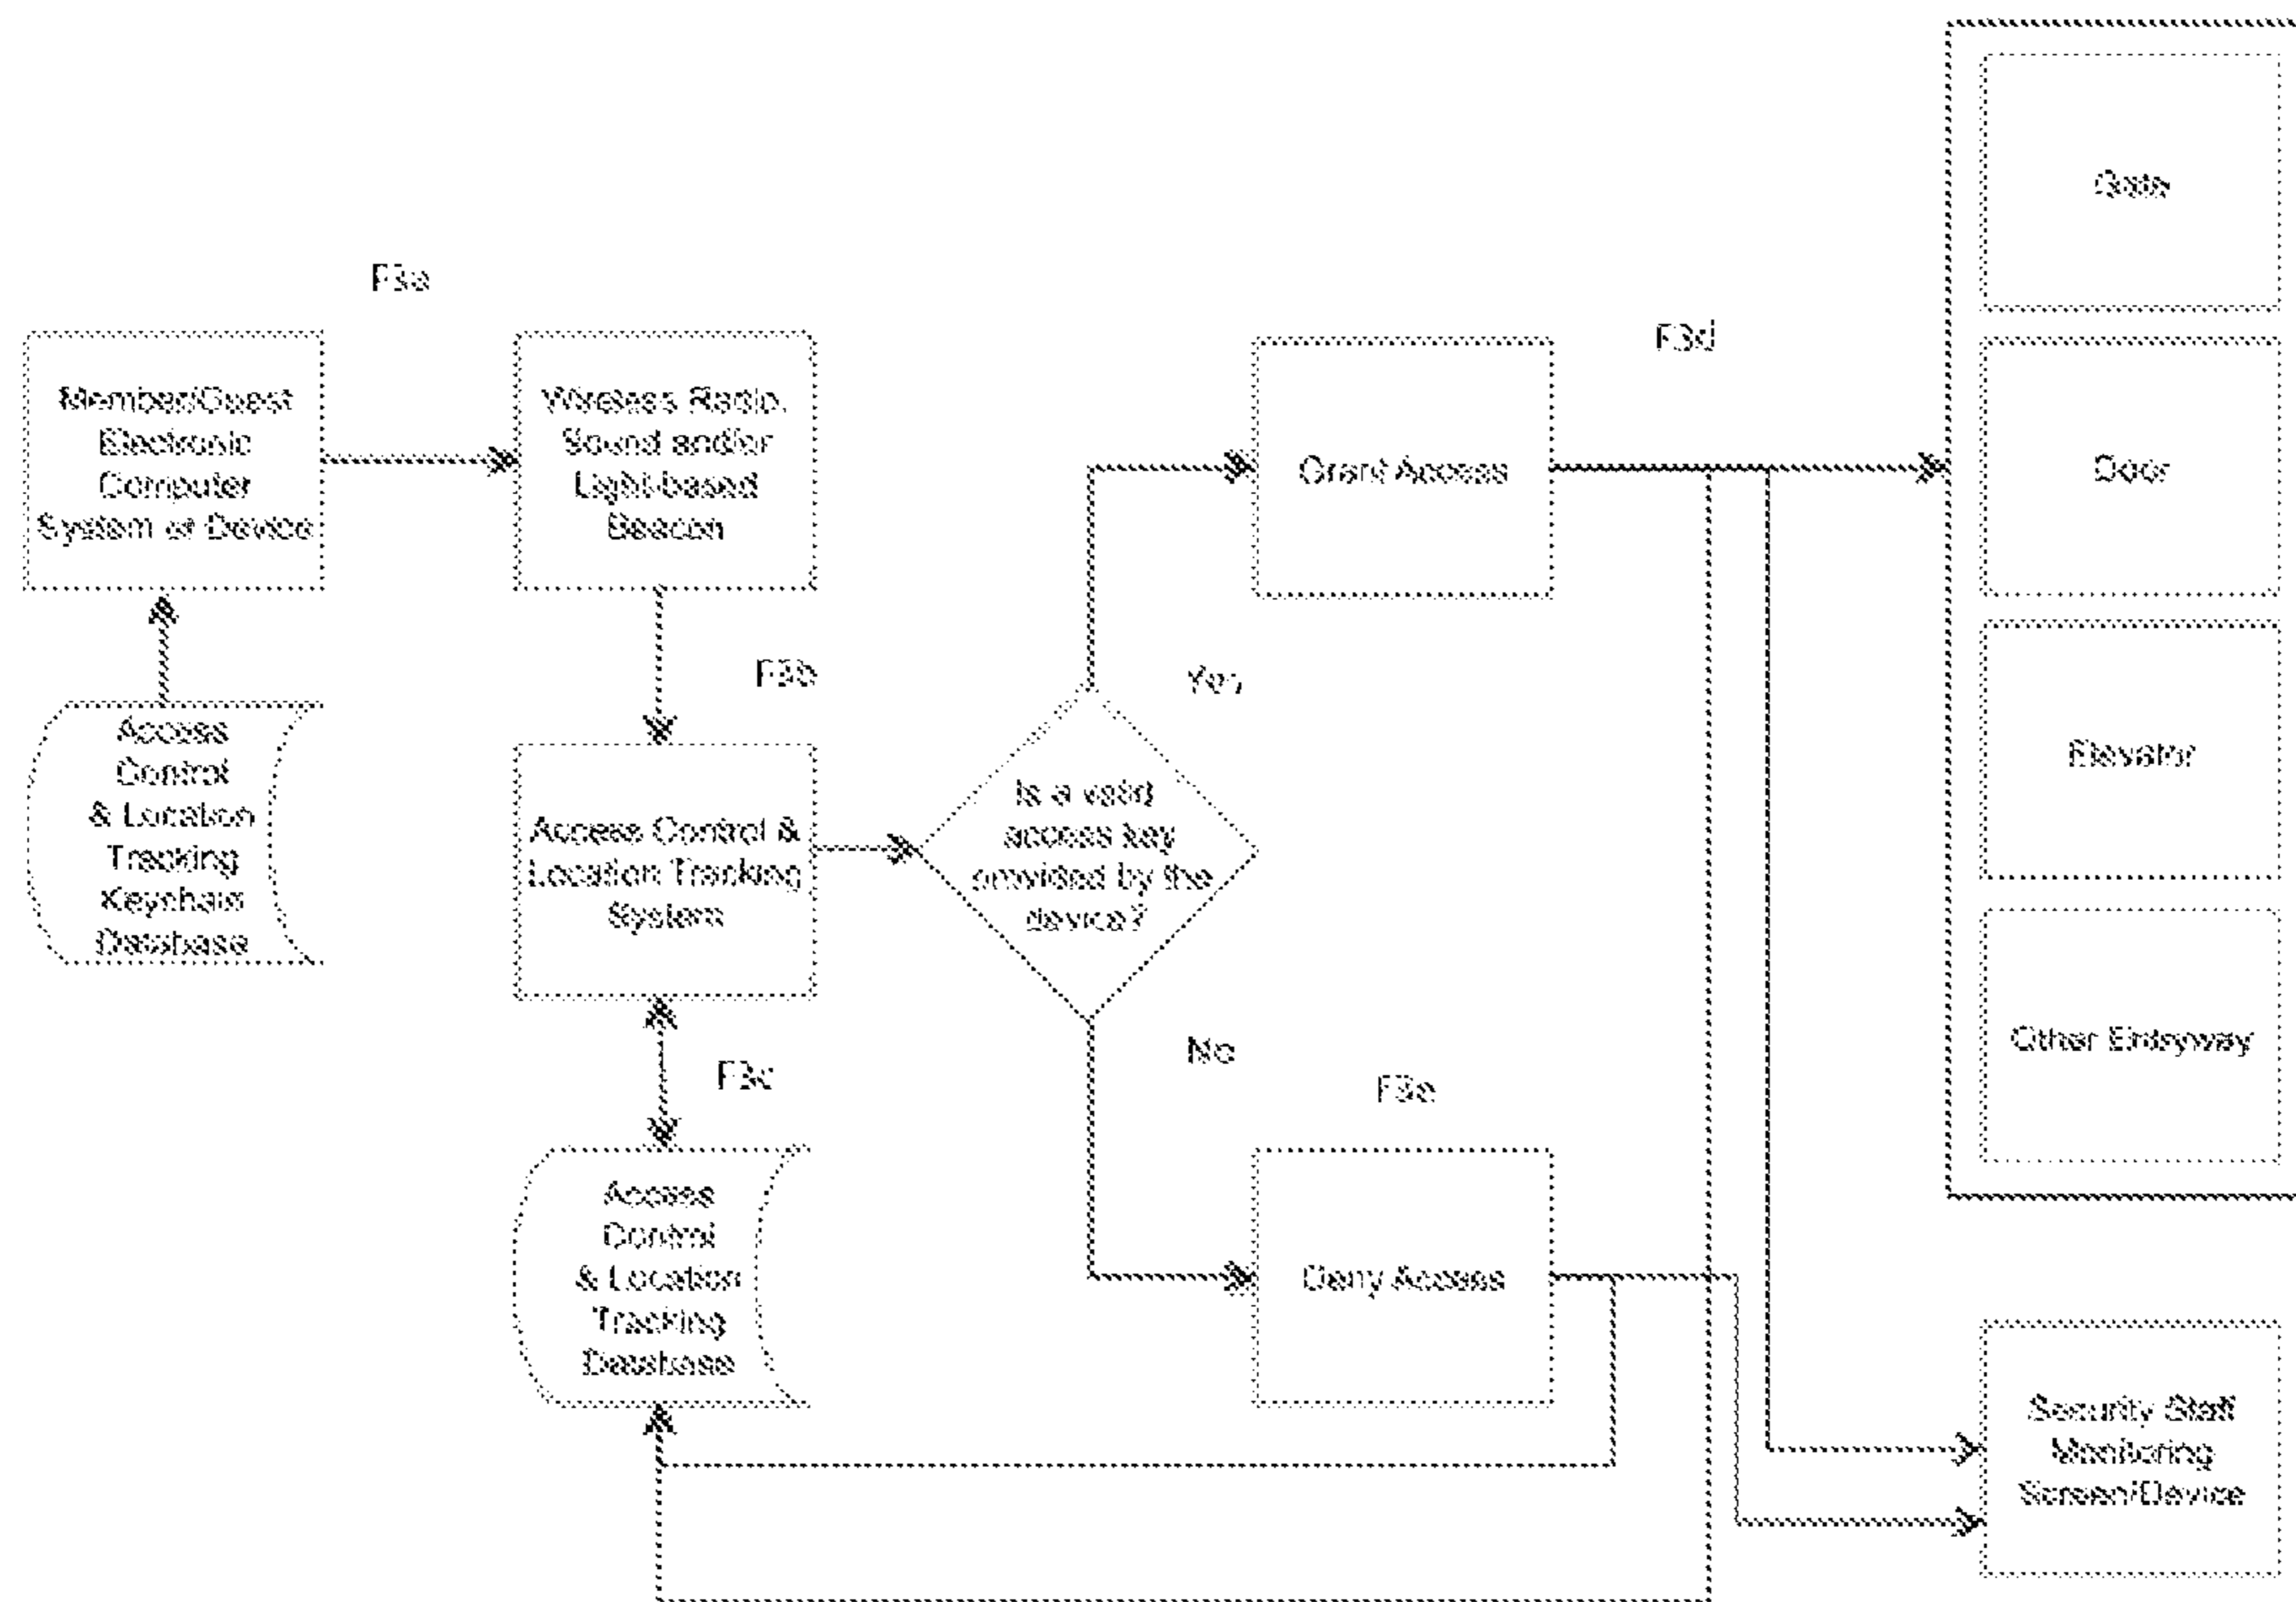 F3a
Member/Guest
Electronic
Computer
System or Device
Wireless Radio,
Sound and/or
Light-based
Beacon
Access
Control
& Location
Tracking
Keychain
Database
F3b
Access Control &
Location Tracking
System
F3c
Access
Control
& Location
Tracking
Database
Is a valid
access key
provided by the
device?
Yes
Grant Access
F3d
No
F3e
Deny Access
Gate
Door
Elevator
Other Entryway
Security Staff
Monitoring
Screen/Device